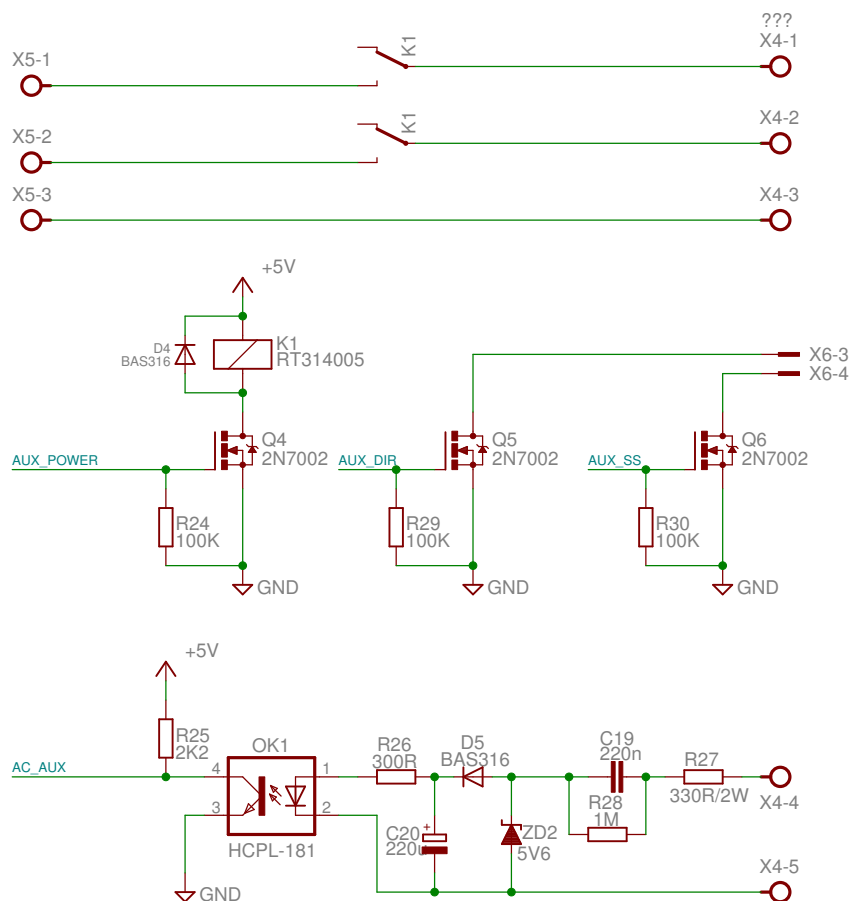 ???
X4-1
X5-1
K1
X4-2
X5-2
K1
X5-3
X4-3
+5V
D4
BAS316
K1
RT314005
X6-3
X6-4
AUX_POWER
Q4
2N7002
AUX_DIR
Q5
2N7002
AUX_SS
Q6
2N7002
R24
100K
R29
100K
R30
100K
GND
GND
GND
+5V
R25
2K2
AC_AUX
OK1
4
3
1
2
HCPL-181
R26
300R
D5
BAS316
C19
220n
R27
330R/2W
X4-4
R28
1M
C20
220u
+
ZD2
5V6
X4-5
GND